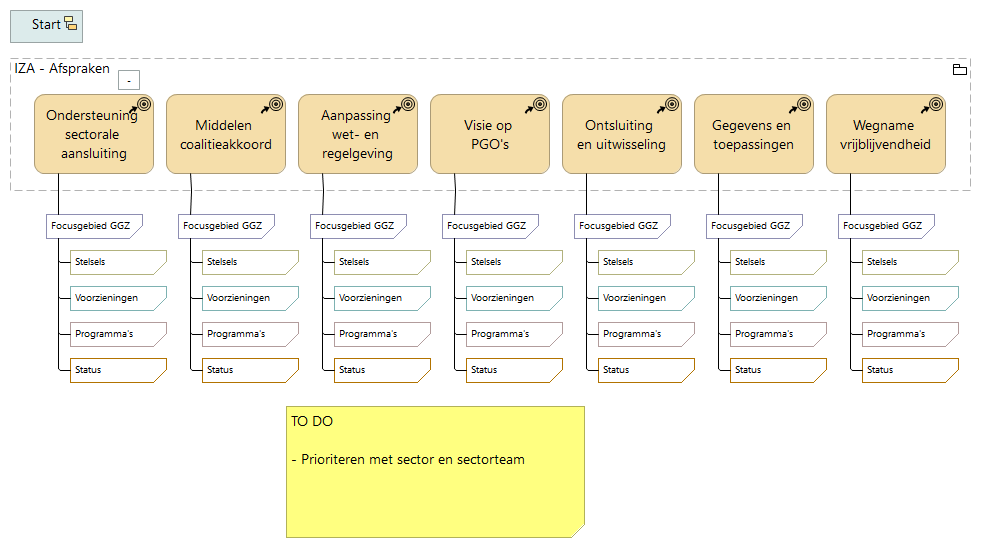 Start
IZA - Afspraken
-
Ondersteuning
sectorale
aansluiting
Middelen
coalitieakkoord
Aanpassing
wet- en
regelgeving
Visie op
PGO's
Ontsluiting
en uitwisseling
Gegevens en
toepassingen
Wegname
vrijblijvendheid
Focusgebied GGZ Focusgebied GGZ Focusgebied GGZ Focusgebied GGZ Focusgebied GGZ Focusgebied GGZ Focusgebied GGZ
Stelsels Stelsels Stelsels Stelsels Stelsels Stelsels Stelsels
Voorzieningen Voorzieningen Voorzieningen Voorzieningen Voorzieningen Voorzieningen Voorzieningen
Programma's Programma's Programma's Programma's Programma's Programma's Programma's
Status Status Status Status Status Status Status
TO DO
- Prioriteren met sector en sectorteam